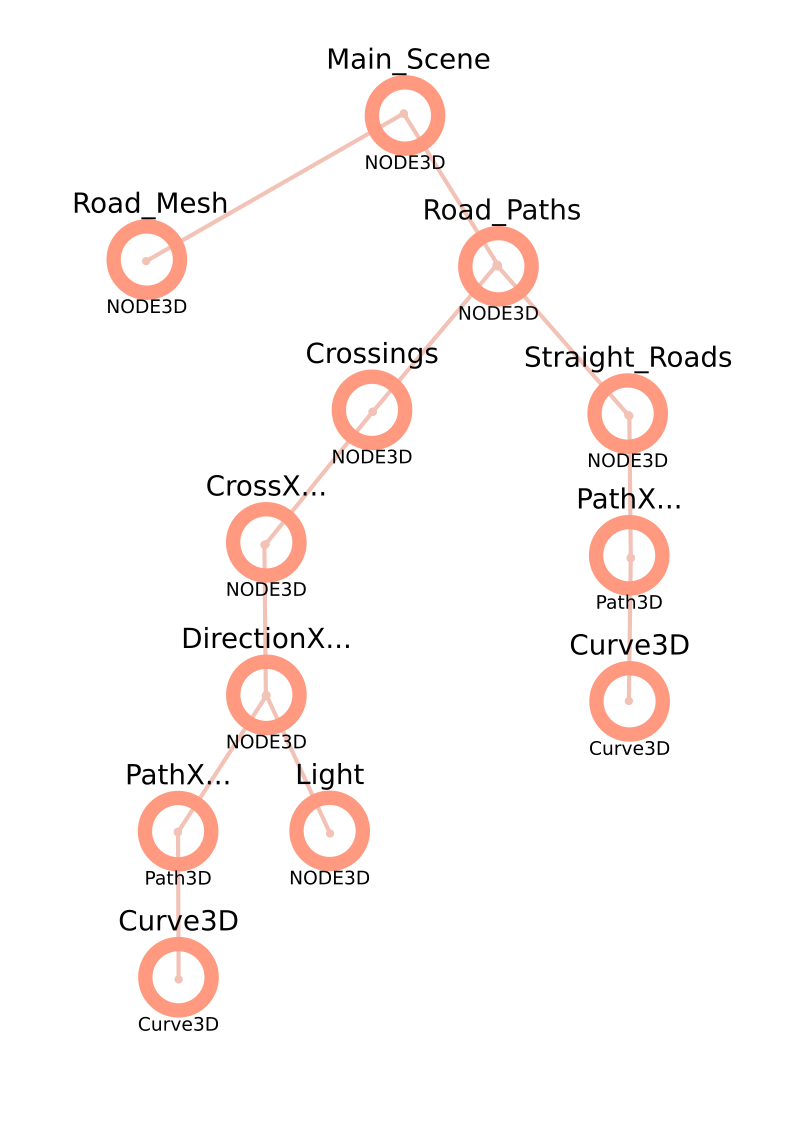 Main_Scene
NODE3D
Road_Mesh
NODE3D
Road_Paths
NODE3D
Crossings
NODE3D
Straight_Roads
NODE3D
CrossX...
NODE3D
PathX...
Path3D
DirectionX...
NODE3D
Curve3D
Curve3D
PathX...
Path3D
Light
NODE3D
Curve3D
Curve3D